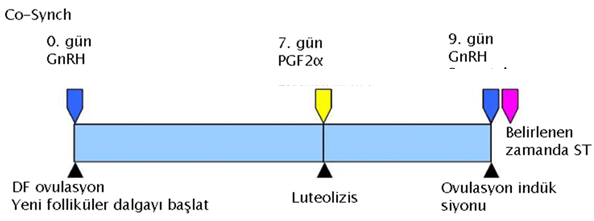 Co-Synch
0. gün
GnRH
7. gün
PGF2α
9. gün
GnRH
Belirlenen
zamanda ST
DF ovulasyon
Yeni folliküler dalgayı başlat
Luteolizis
Ovulasyon indük
siyonu